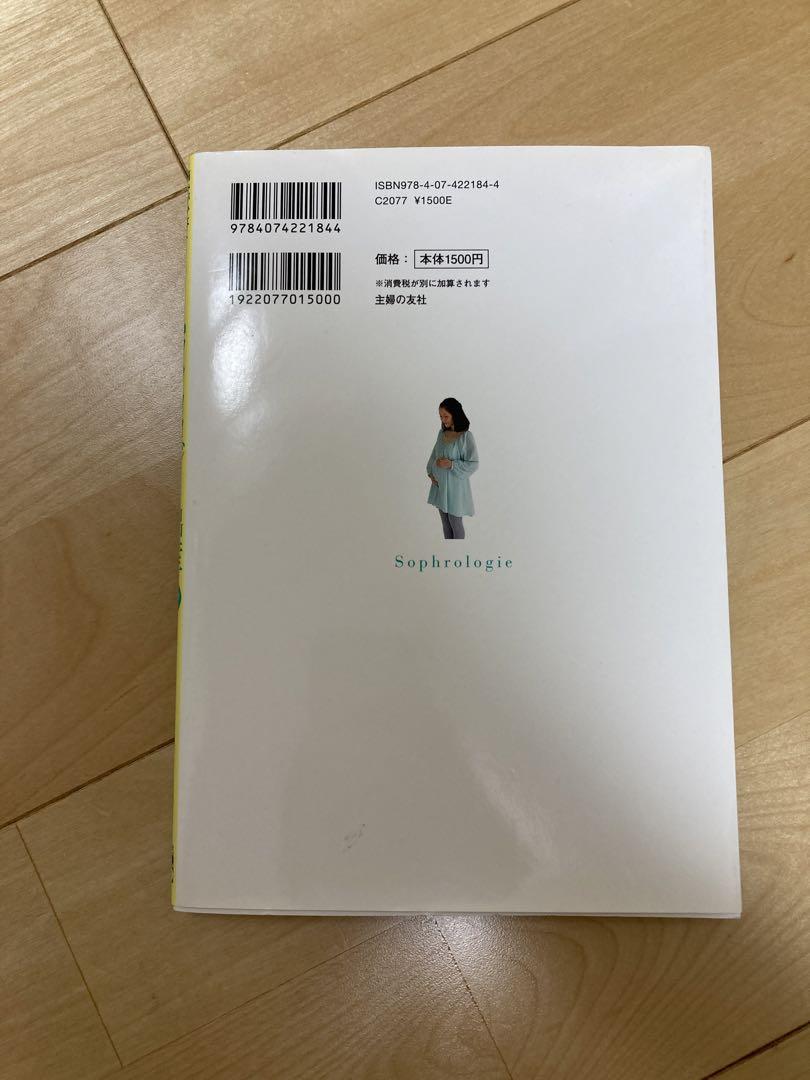 9784074221844
ISBN978-4-07-422184-4
C2077 ¥1500E
1922077015000
価格： 本体1500円
※消費税が別に加算されます
主婦の友社
Sophrologie